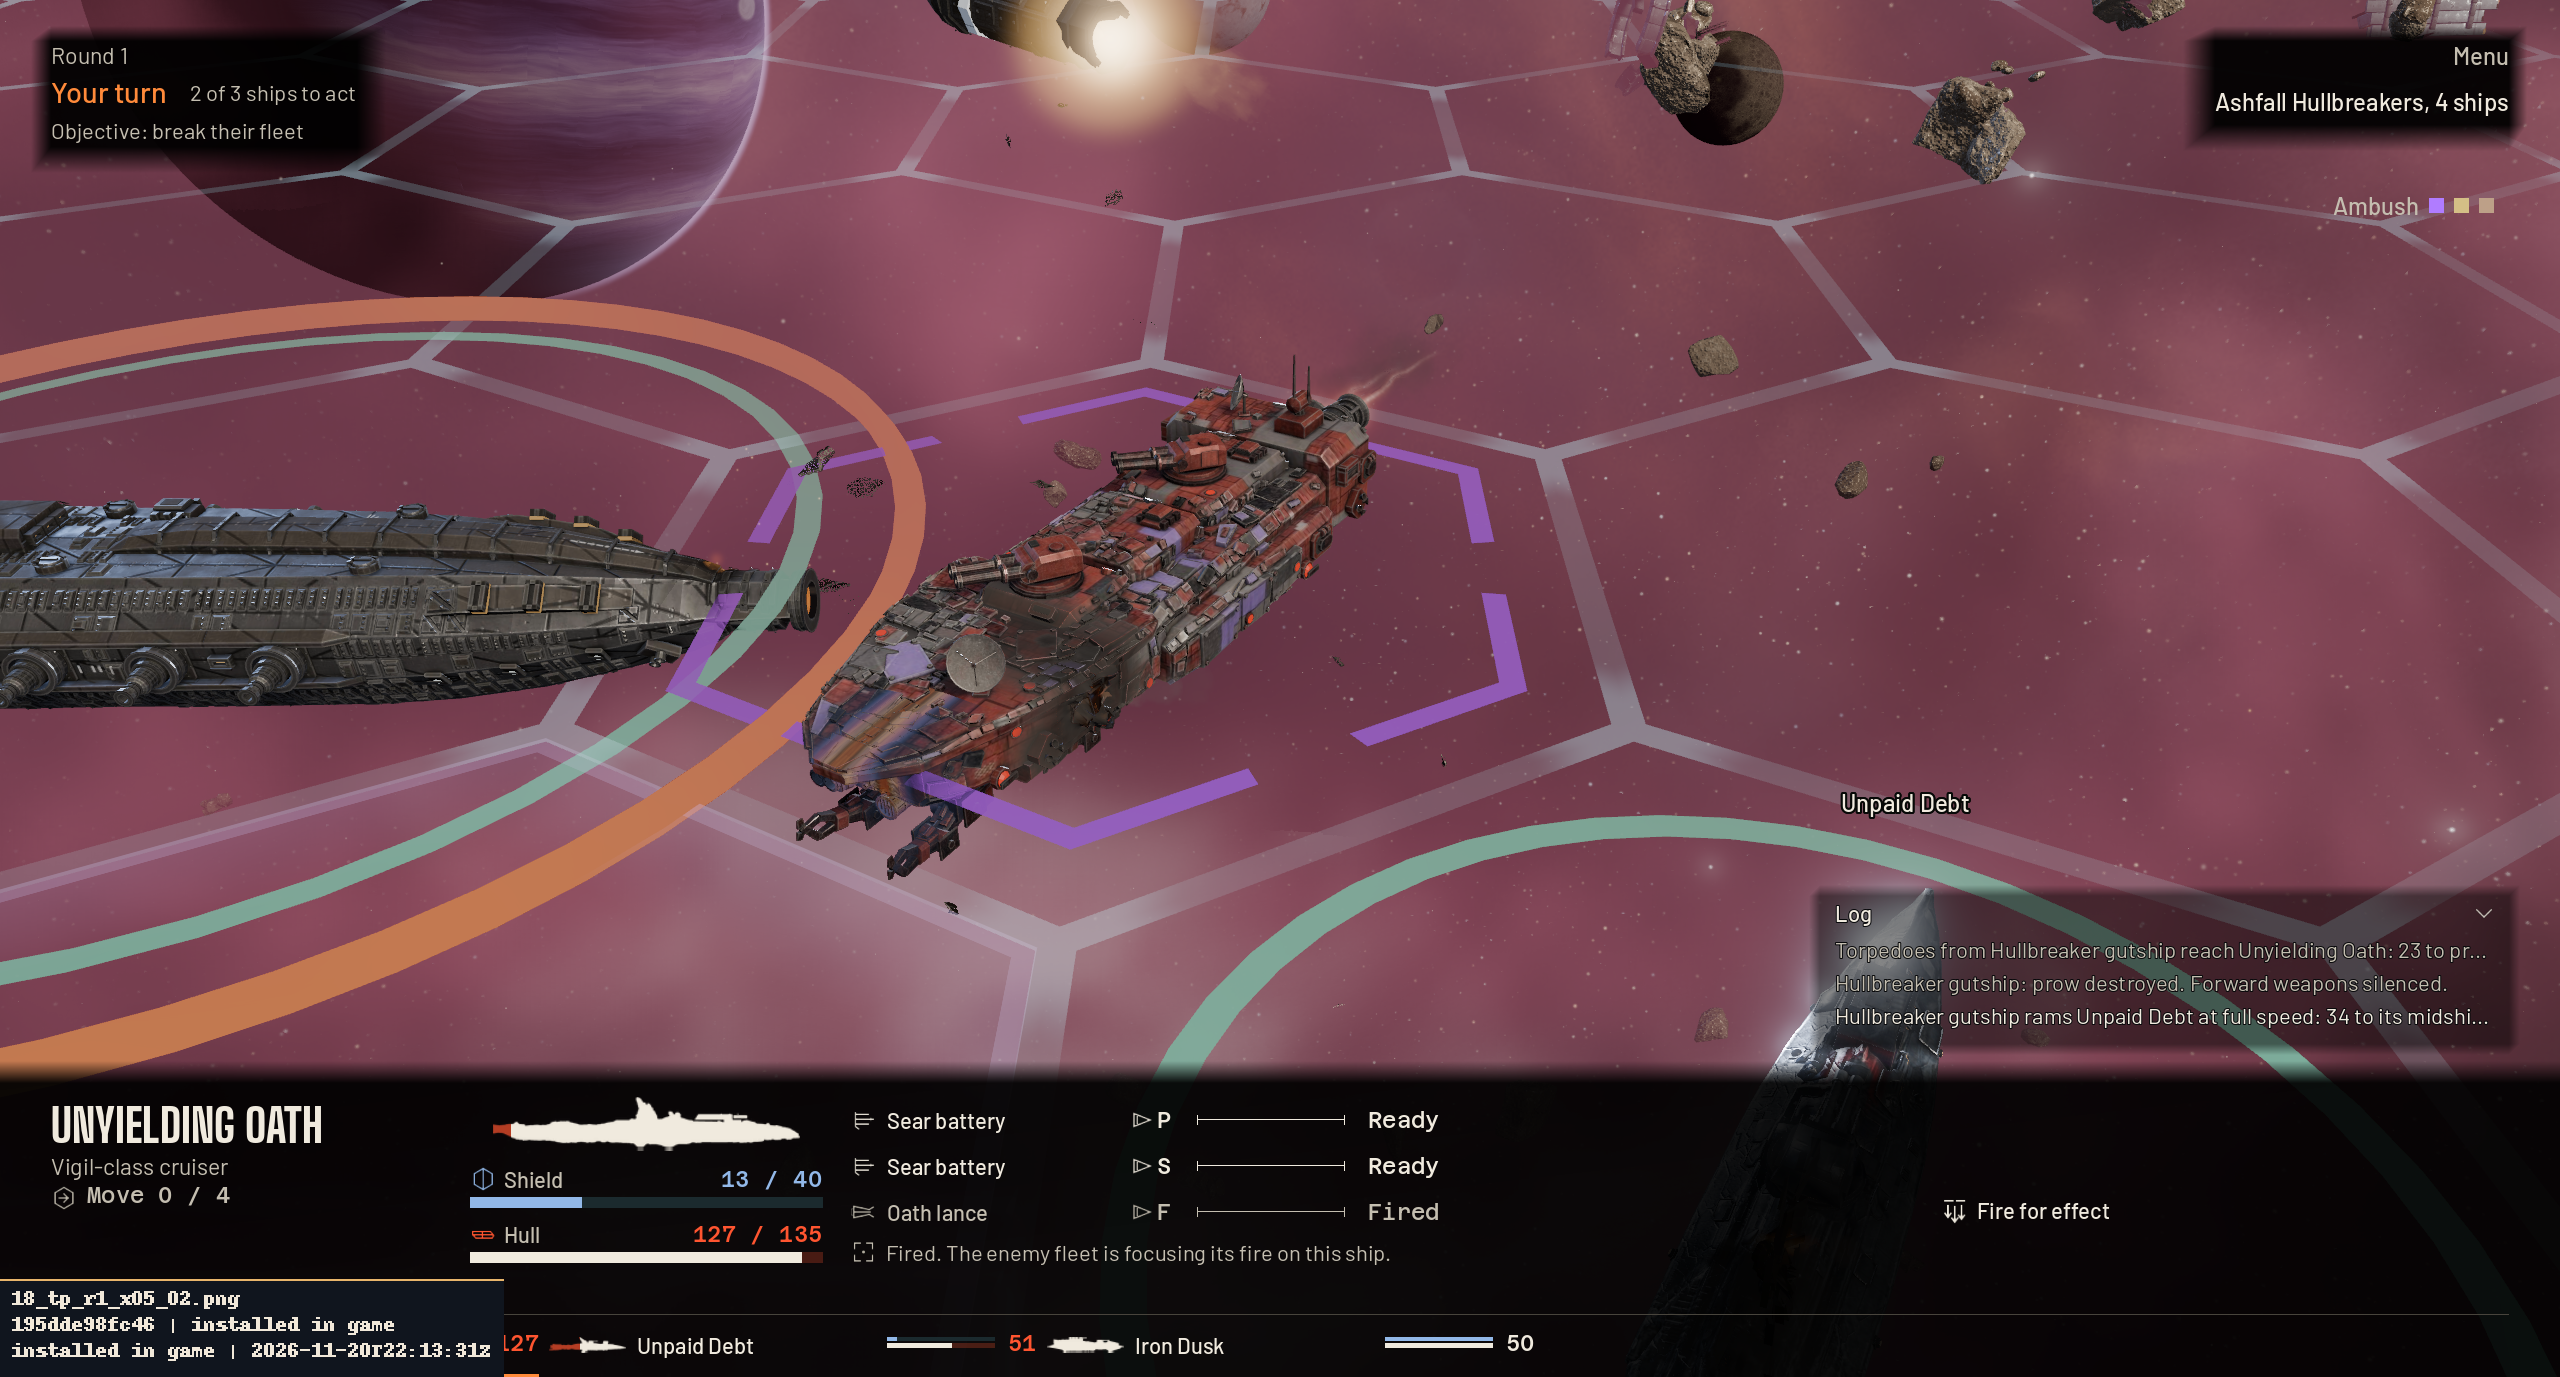 Round 1
Your turn 2 of 3 ships to act
Objective: break their fleet
Menu
Ashfall Hullbreakers, 4 ships
Ambush
Unpaid Debt
Log
Torpedoes from Hullbreaker gutship reach Unyielding Oath: 23 to pr...
Hullbreaker gutship: prow destroyed. Forward weapons silenced.
Hullbreaker gutship rams Unpaid Debt at full speed: 34 to its midshi...
UNYIELDING OATH
Vigil-class cruiser
Move 0 / 4
Shield 13 / 40
Hull 127 / 135
Sear battery P Ready
Sear battery S Ready
Oath lance F Fired
Fired. The enemy fleet is focusing its fire on this ship.
Fire for effect
18_tp_r1_x05_02.png
195dde98fc46 | installed in game
installed in game | 2026-11-20T22:13:31Z
127 Unpaid Debt 51 Iron Dusk 50